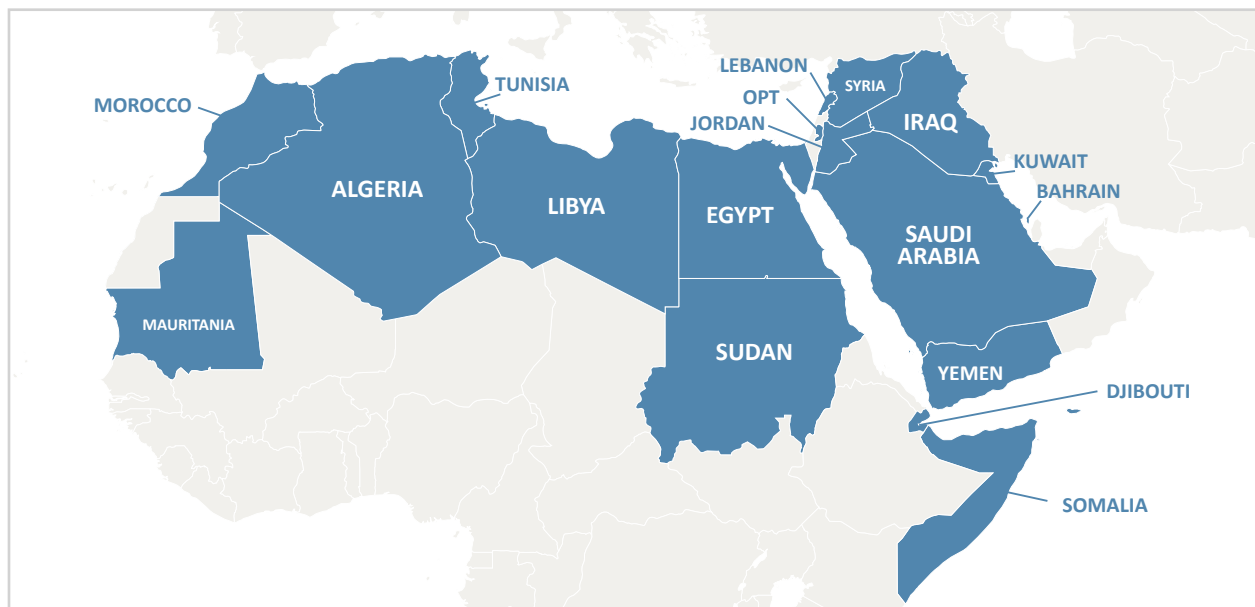 LEBANON
SYRIA
TUNISIA
OPT
MOROCCO
JORDAN
IRAQ
KUWAIT
ALGERIA
BAHRAIN
LIBYA
EGYPT
SAUDI
ARABIA
MAURITANIA
SUDAN
YEMEN
DJIBOUTI
SOMALIA